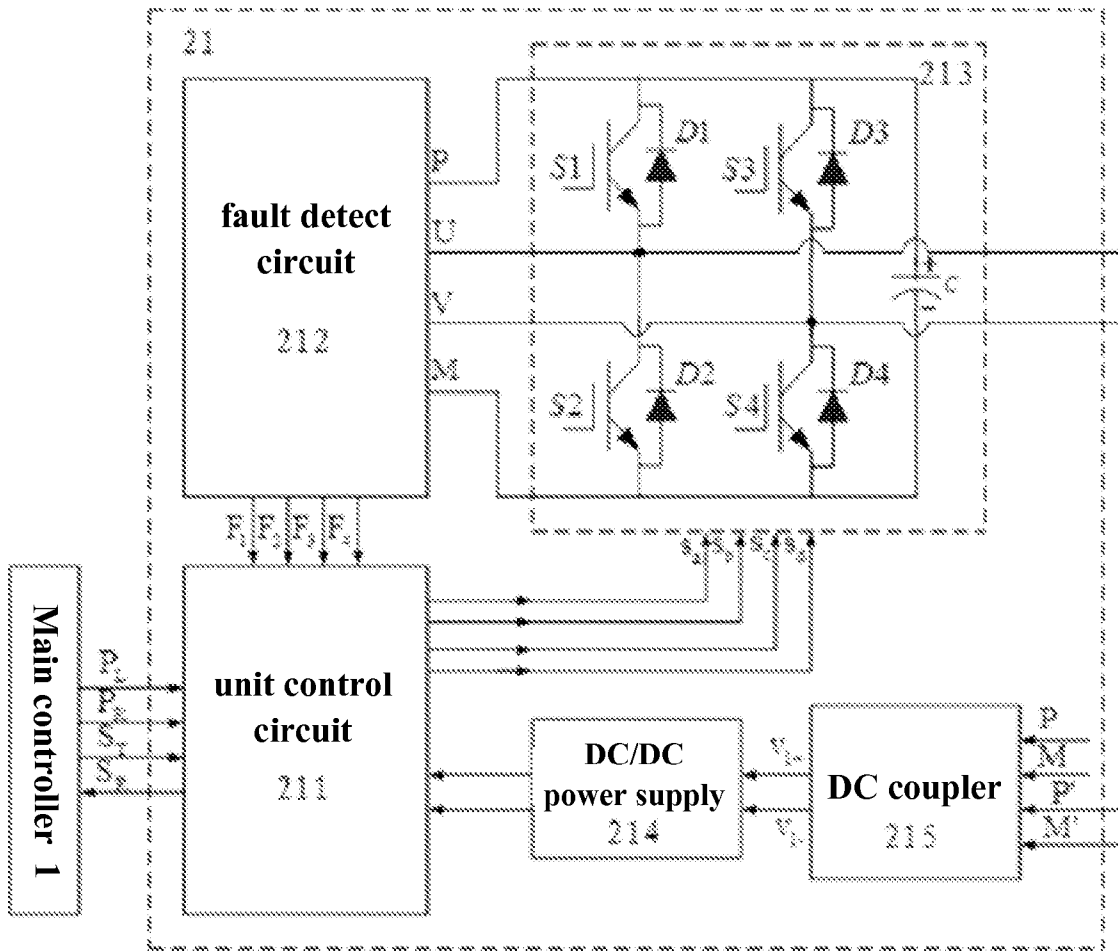 21
213
fault detect
circuit
212
P
U
V
M
S1
D1
S3
D3
C
+
-
S2
D2
S4
D4
F₁
F₂
F₃
F₄
Main controller 1
unit control
circuit
211
DC/DC
power supply
214
DC coupler
215
P
M
P'
M'